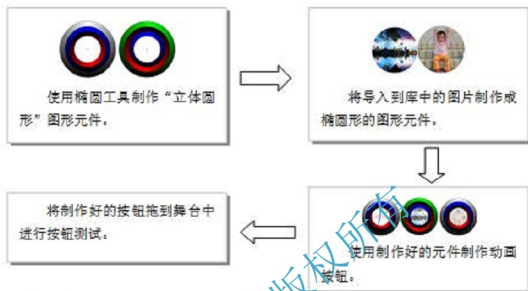 使用椭圆工具制作“立体圆
形”图形元件。
将导入到库中的图片制作成
椭圆形的图形元件。
将制作好的按钮拖到舞台中
进行按钮测试。
使用制作好的元件制作动画
按钮。
版权所有